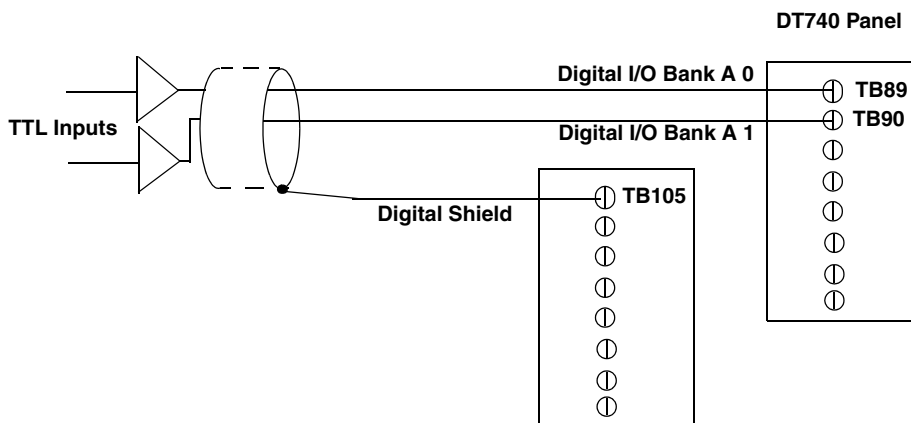 DT740 Panel
Digital I/O Bank A 0
TB89
TTL Inputs
TB90
Digital I/O Bank A 1
TB105
Digital Shield